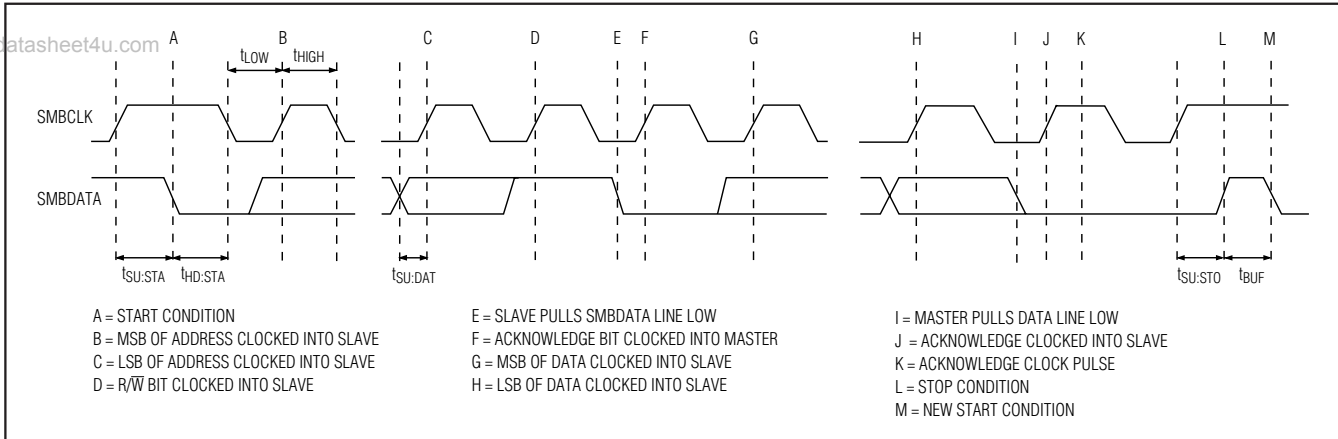 datasheet4u.com
A B C D E F G H I J K L M
tLOW tHIGH
SMBCLK
SMBDATA
tSU:STA tHD:STA tSU:DAT tSU:STO tBUF
A = START CONDITION
B = MSB OF ADDRESS CLOCKED INTO SLAVE
C = LSB OF ADDRESS CLOCKED INTO SLAVE
D = R/W̅ BIT CLOCKED INTO SLAVE
E = SLAVE PULLS SMBDATA LINE LOW
F = ACKNOWLEDGE BIT CLOCKED INTO MASTER
G = MSB OF DATA CLOCKED INTO SLAVE
H = LSB OF DATA CLOCKED INTO SLAVE
I = MASTER PULLS DATA LINE LOW
J = ACKNOWLEDGE CLOCKED INTO SLAVE
K = ACKNOWLEDGE CLOCK PULSE
L = STOP CONDITION
M = NEW START CONDITION